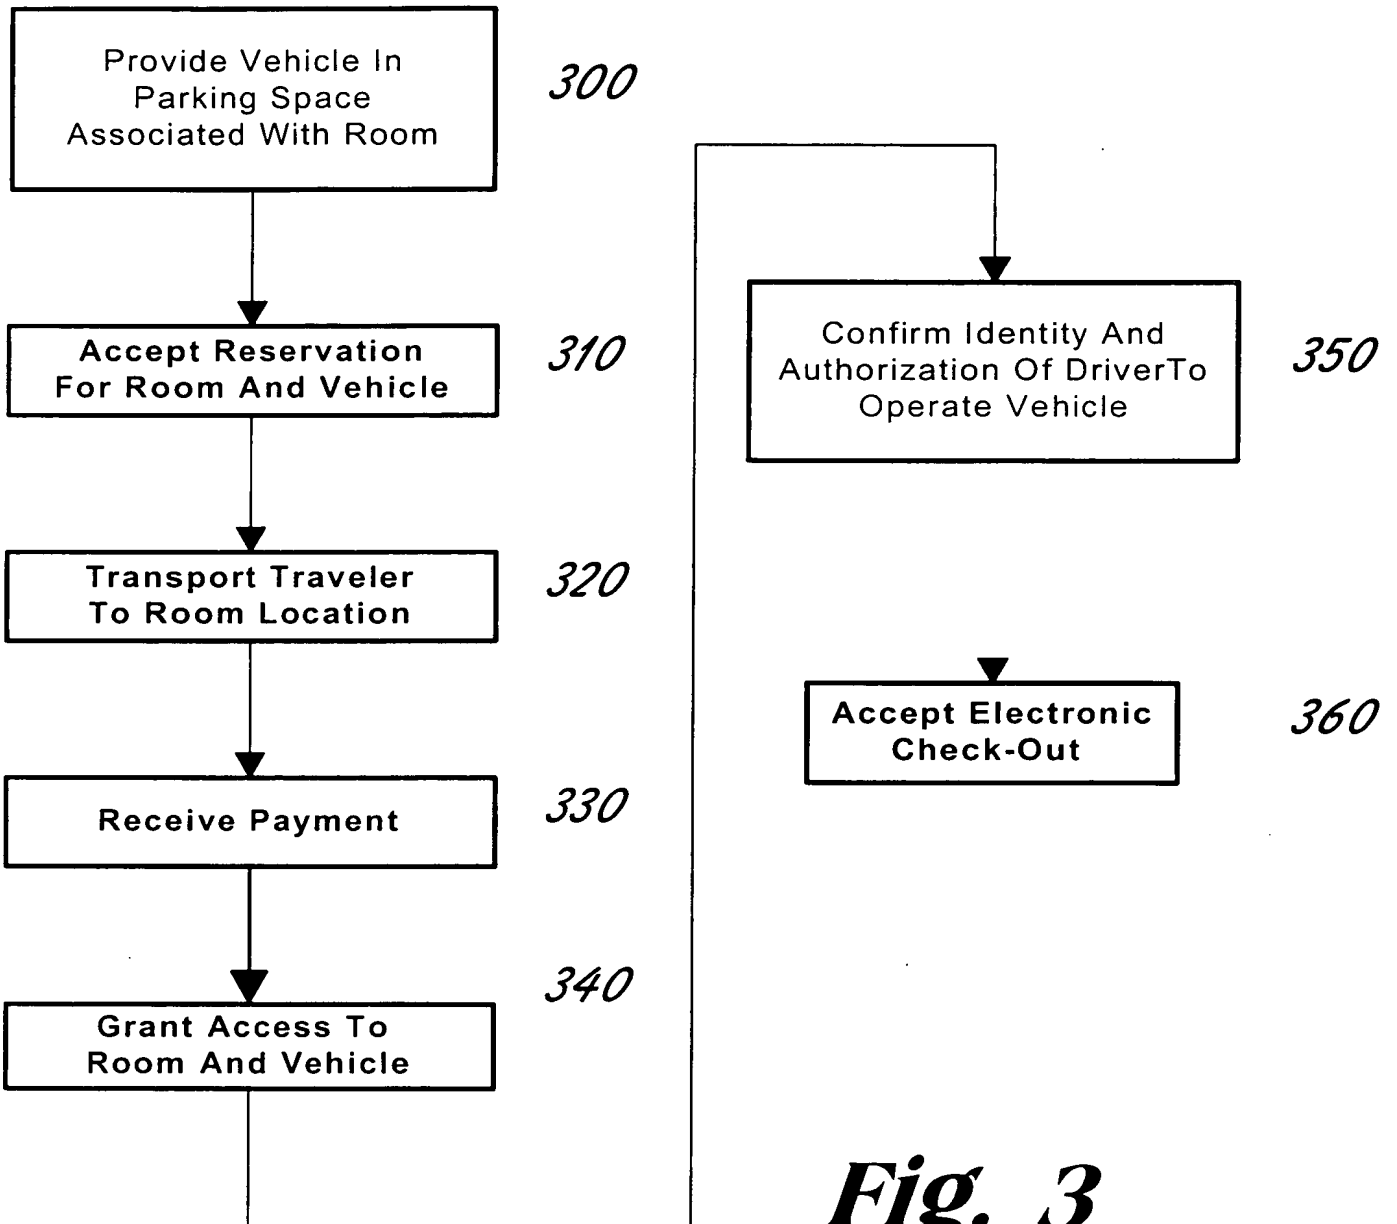 Provide Vehicle In
Parking Space
Associated With Room
300
Accept Reservation
For Room And Vehicle
310
Transport Traveler
To Room Location
320
Receive Payment
330
Grant Access To
Room And Vehicle
340
Confirm Identity And
Authorization Of DriverTo
Operate Vehicle
350
Accept Electronic
Check-Out
360
Fig. 3